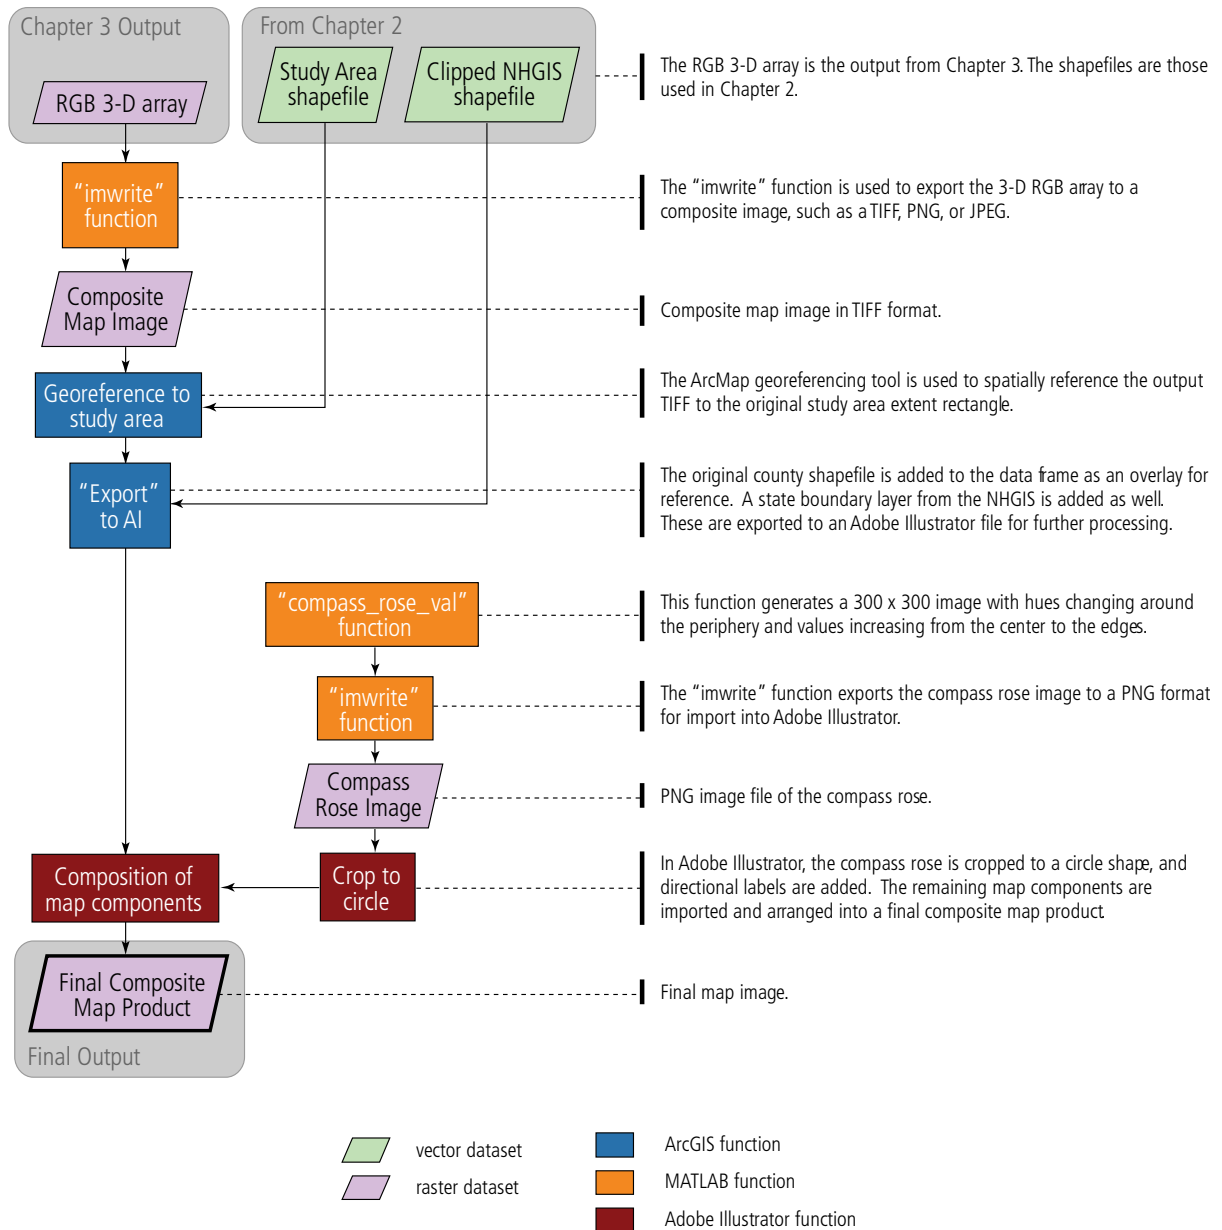 Chapter 3 Output
From Chapter 2
RGB 3-D array
Study Area
shapefile
Clipped NHGIS
shapefile
The RGB 3-D array is the output from Chapter 3. The shapefiles are those
used in Chapter 2.
"imwrite"
function
The "imwrite" function is used to export the 3-D RGB array to a
composite image, such as a TIFF, PNG, or JPEG.
Composite
Map Image
Composite map image in TIFF format.
Georeference to
study area
The ArcMap georeferencing tool is used to spatially reference the output
TIFF to the original study area extent rectangle.
"Export"
to AI
The original county shapefile is added to the data frame as an overlay for
reference. A state boundary layer from the NHGIS is added as well.
These are exported to an Adobe Illustrator file for further processing.
"compass_rose_val"
function
This function generates a 300 x 300 image with hues changing around
the periphery and values increasing from the center to the edges.
"imwrite"
function
The "imwrite" function exports the compass rose image to a PNG format
for import into Adobe Illustrator.
Compass
Rose Image
PNG image file of the compass rose.
Composition of
map components
Crop to
circle
In Adobe Illustrator, the compass rose is cropped to a circle shape, and
directional labels are added. The remaining map components are
imported and arranged into a final composite map product.
Final Composite
Map Product
Final map image.
Final Output
vector dataset
raster dataset
ArcGIS function
MATLAB function
Adobe Illustrator function